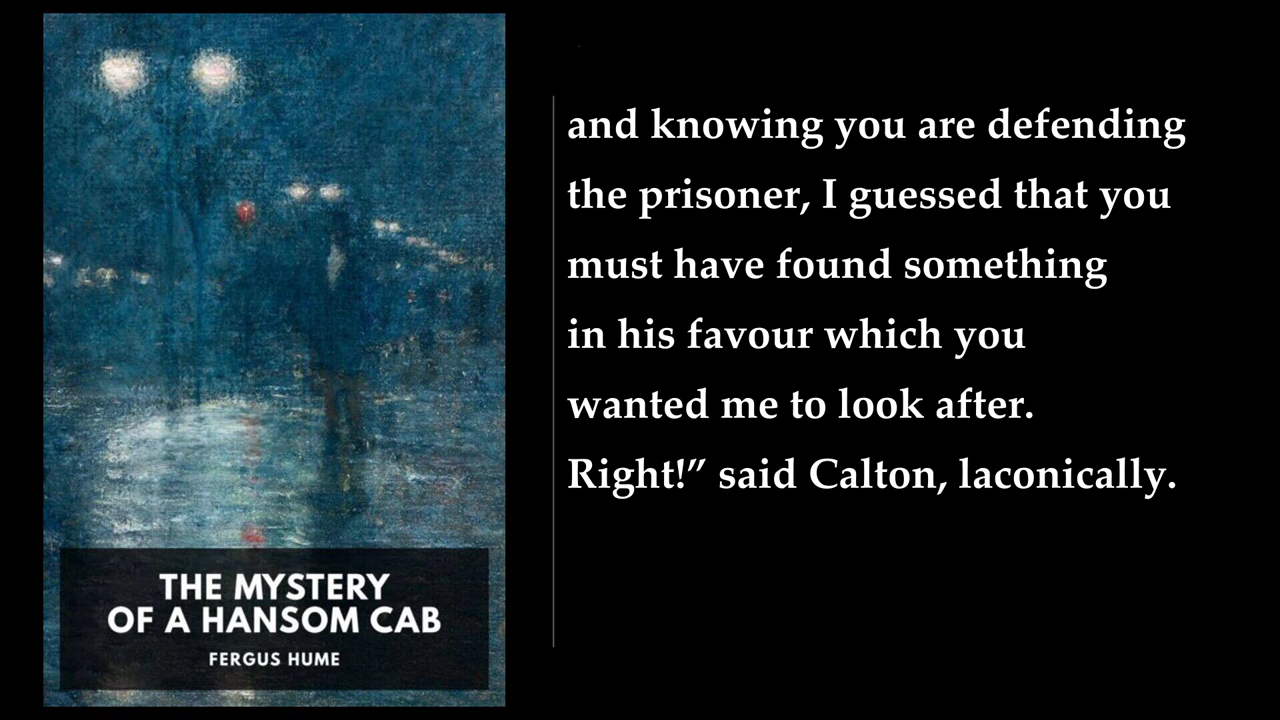 and knowing you are defending
the prisoner, I guessed that you
must have found something
in his favour which you
wanted me to look after.
Right!” said Calton, laconically.
THE MYSTERY
OF A HANSOM CAB
FERGUS HUME